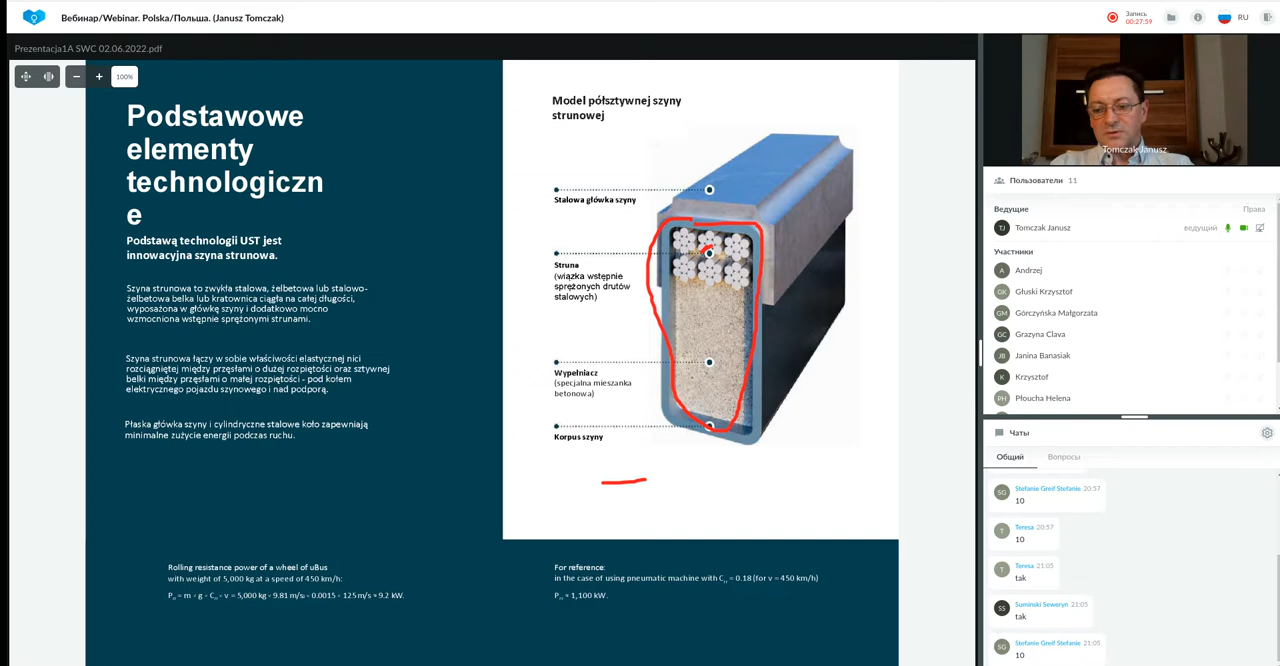 Вебинар/Webinar. Polska/Польша. (Janusz Tomczak)
Запись
00:27:59
RU
Prezentacja1A SWC 02.06.2022.pdf
100%
Podstawowe
elementy
technologiczn
e
Podstawą technologii UST jest
innowacyjna szyna strunowa.
Szyna strunowa to zwykła stalowa, żelbetowa lub stalowo-
żelbetowa belka lub kratownica ciągła na całej długości,
wyposażona w główkę szyny i dodatkowo mocno
wzmocniona wstępnie sprężonymi strunami.
Szyna strunowa łączy w sobie właściwości elastycznej nici
rozciągniętej między przęsłami o dużej rozpiętości oraz sztywnej
belki między przęsłami o małej rozpiętości - pod kołem
elektrycznego pojazdu szynowego i nad podporą.
Płaska główka szyny i cylindryczne stalowe koło zapewniają
minimalne zużycie energii podczas ruchu.
Model półsztywnej szyny
strunowej
Stalowa główka szyny
Struna
(wiązka wstępnie
sprężonych drutów
stalowych)
Wypełniacz
(specjalna mieszanka
betonowa)
Korpus szyny
Rolling resistance power of a wheel of uBus
with weight of 5,000 kg at a speed of 450 km/h:
For reference:
in the case of using pneumatic machine with Crr = 0.18 (for v = 450 km/h)
Tomczak Janusz
Пользователи 11
Ведущие Права
TJ Tomczak Janusz ведущий
Участники
A Andrzej
GK Głuski Krzysztof
GM Górczyńska Małgorzata
GC Grazyna Clava
JB Janina Banasiak
K Krzysztof
PH Płoucha Helena
Чаты
Общий Вопросы
SG Stefanie Greif Stefanie 20:57
10
T Teresa 20:57
10
T Teresa 21:05
tak
SS Suminski Seweryn 21:05
tak
SG Stefanie Greif Stefanie 21:05
10